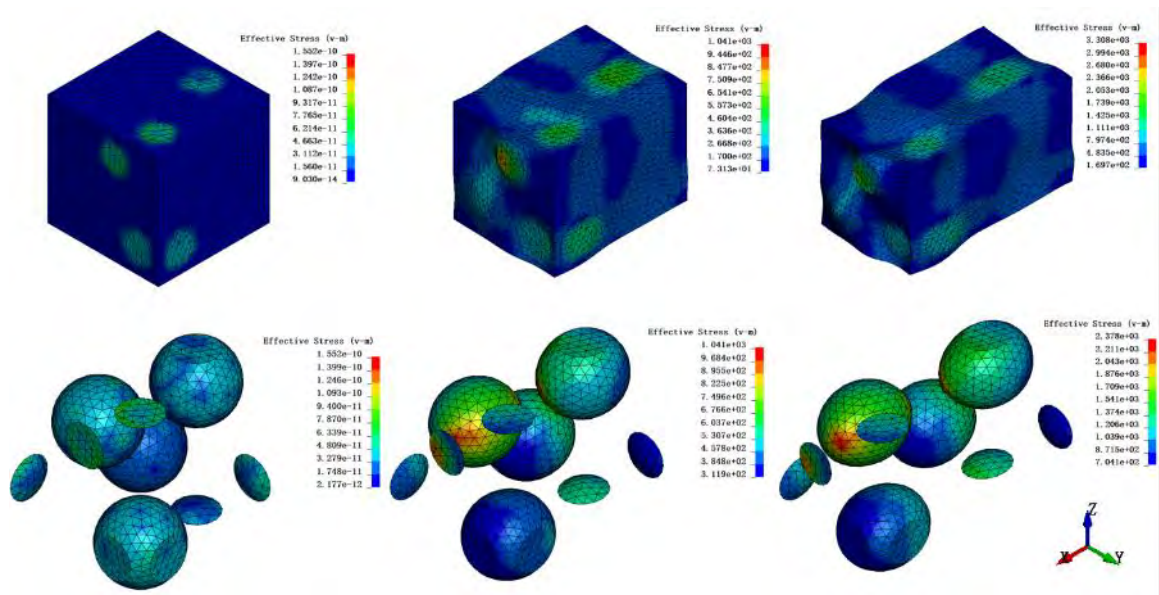 Effective Stress (v-m)
1.552e-10
1.397e-10
1.242e-10
1.087e-10
9.317e-11
7.765e-11
6.214e-11
4.663e-11
3.112e-11
1.560e-11
9.030e-14
Effective Stress (v-m)
1.041e+03
9.446e+02
8.477e+02
7.509e+02
6.541e+02
5.573e+02
4.604e+02
3.636e+02
2.668e+02
1.700e+02
7.313e+01
Effective Stress (v-m)
3.308e+03
2.994e+03
2.680e+03
2.366e+03
2.053e+03
1.739e+03
1.425e+03
1.111e+03
7.974e+02
4.835e+02
1.697e+02
Effective Stress (v-m)
1.552e-10
1.399e-10
1.246e-10
1.093e-10
9.400e-11
7.870e-11
6.339e-11
4.809e-11
3.279e-11
1.748e-11
2.177e-12
Effective Stress (v-m)
1.041e+03
9.684e+02
8.955e+02
8.225e+02
7.496e+02
6.766e+02
6.037e+02
5.307e+02
4.578e+02
3.848e+02
3.119e+02
Effective Stress (v-m)
2.378e+03
2.211e+03
2.043e+03
1.876e+03
1.709e+03
1.541e+03
1.374e+03
1.206e+03
1.039e+03
8.715e+02
7.041e+02
Z
X
Y